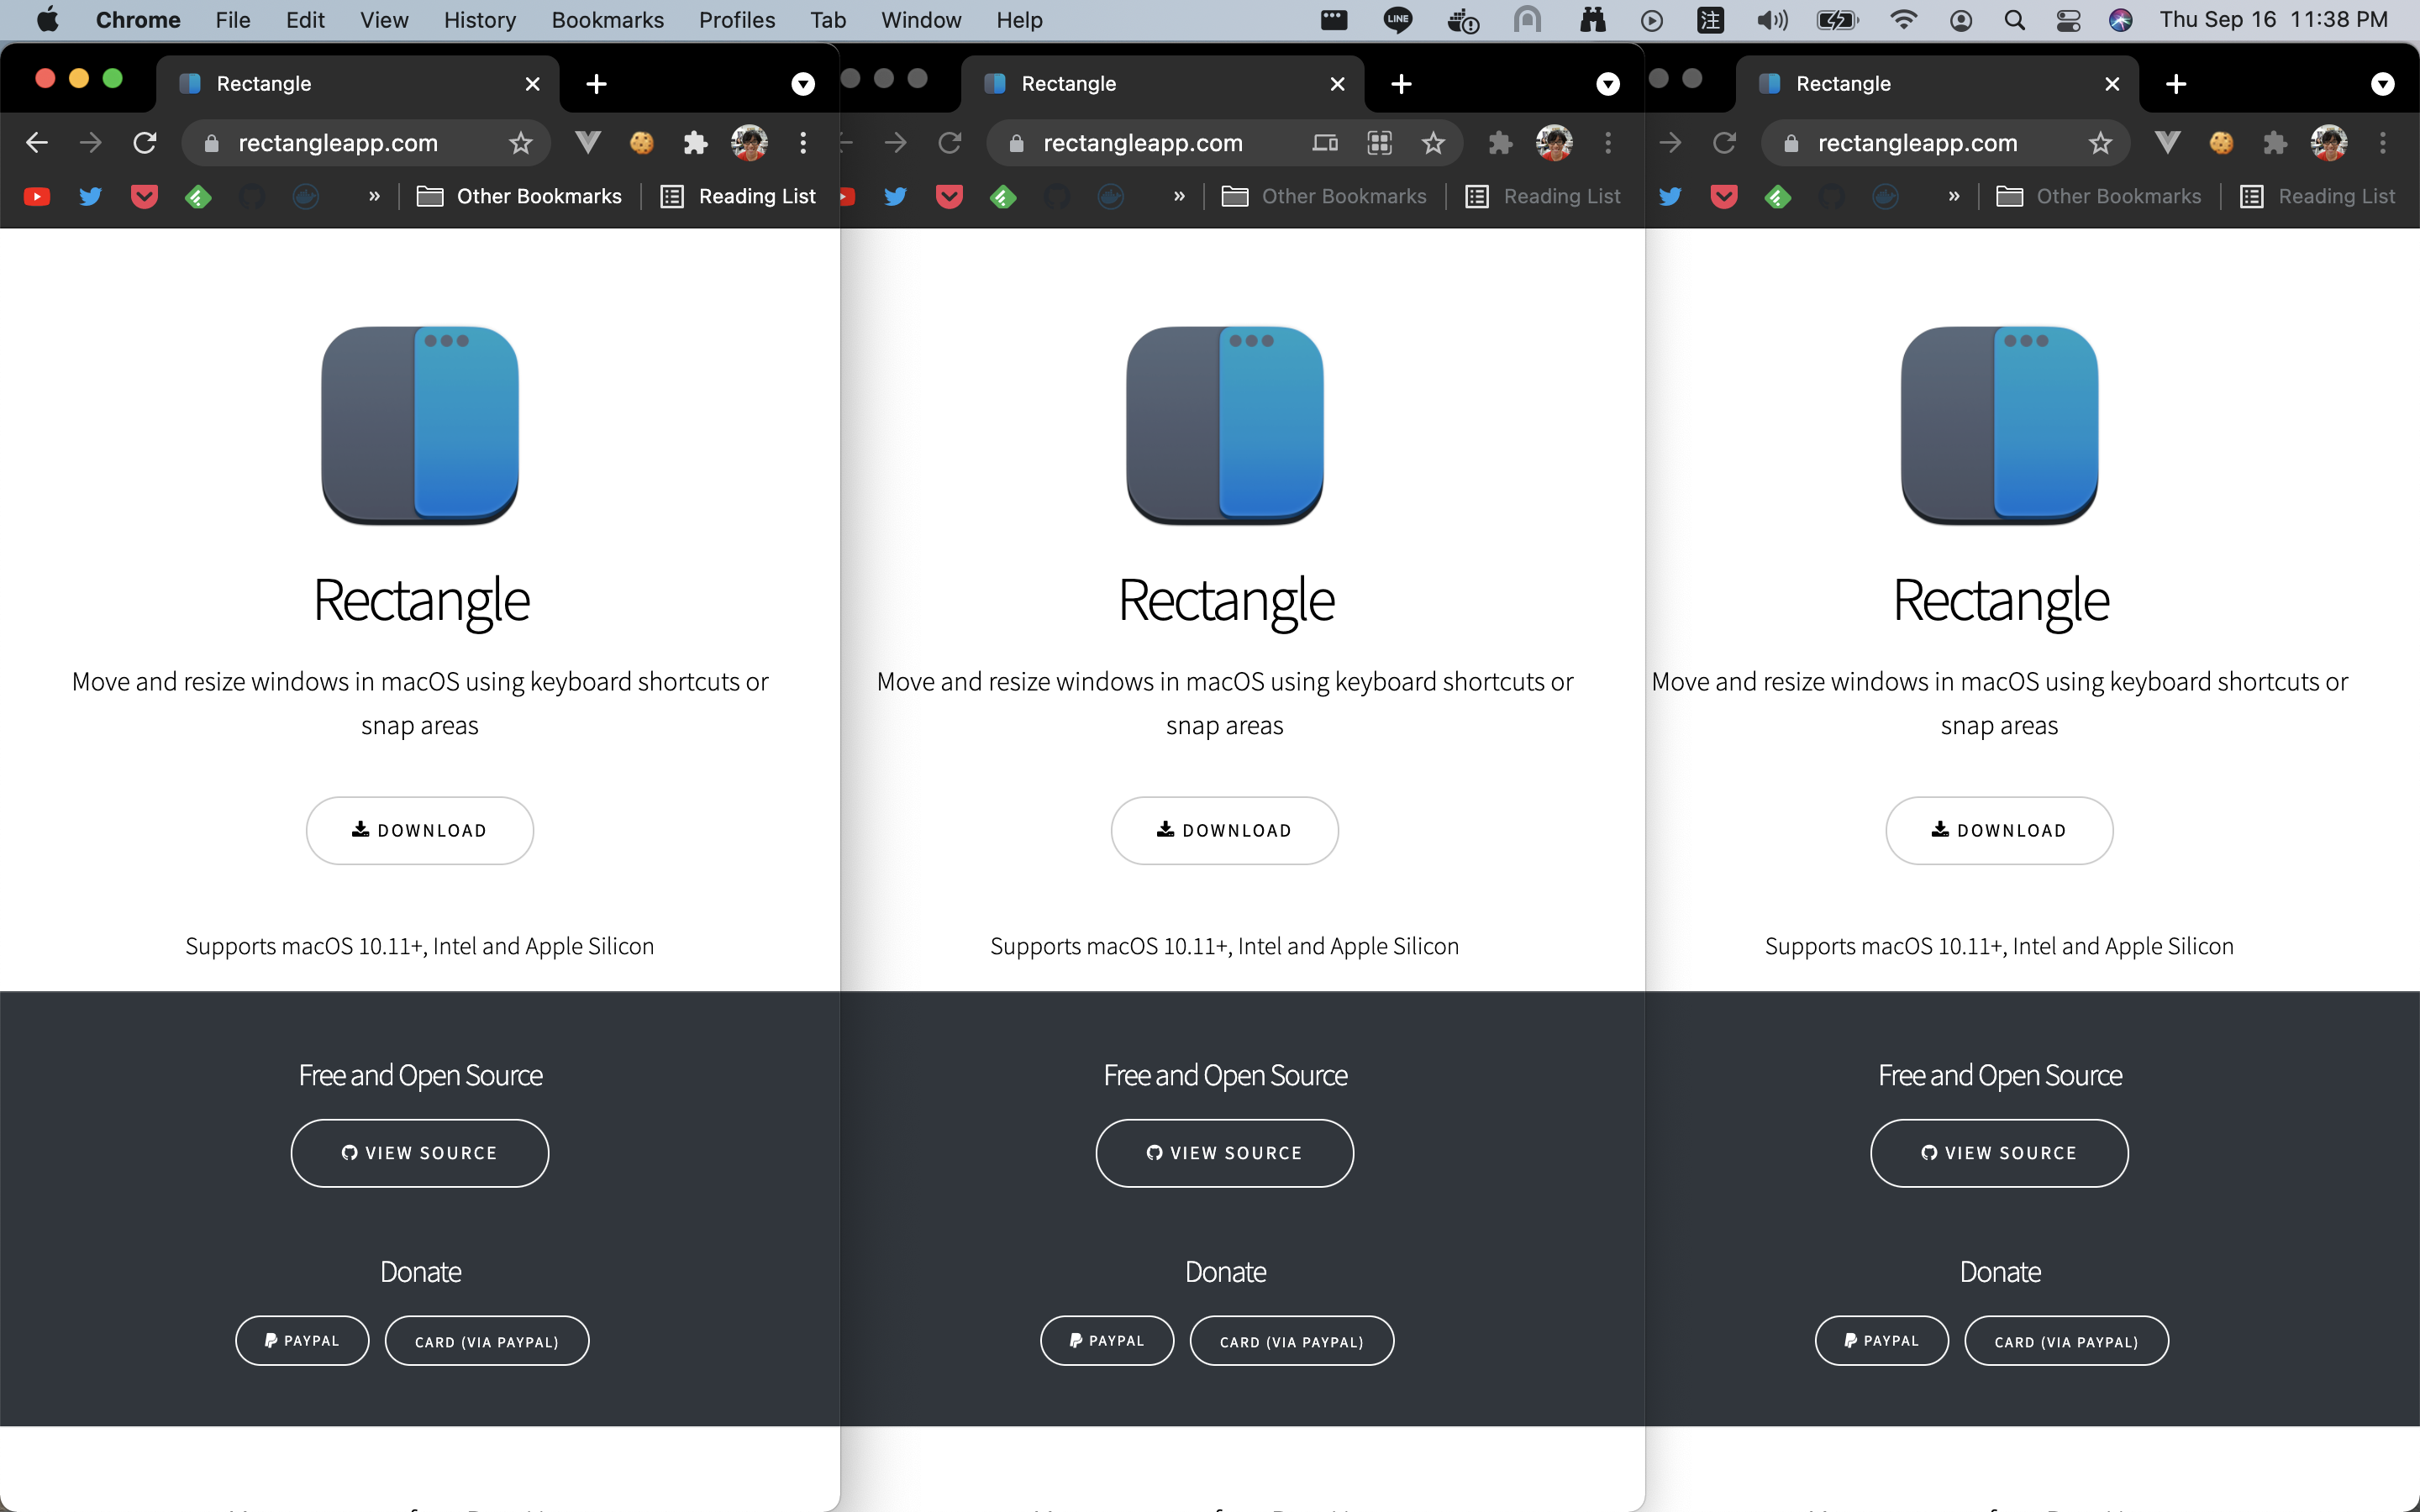 Chrome File Edit View History Bookmarks Profiles Tab Window Help LINE 注 Thu Sep 16 11:38 PM
Rectangle
rectangleapp.com
» Other Bookmarks Reading List
Rectangle
Move and resize windows in macOS using keyboard shortcuts or
snap areas
DOWNLOAD
Supports macOS 10.11+, Intel and Apple Silicon
Free and Open Source
VIEW SOURCE
Donate
PAYPAL CARD (VIA PAYPAL)
Rectangle
rectangleapp.com
» Other Bookmarks Reading List
Rectangle
Move and resize windows in macOS using keyboard shortcuts or
snap areas
DOWNLOAD
Supports macOS 10.11+, Intel and Apple Silicon
Free and Open Source
VIEW SOURCE
Donate
PAYPAL CARD (VIA PAYPAL)
Rectangle
rectangleapp.com
» Other Bookmarks Reading List
Rectangle
Move and resize windows in macOS using keyboard shortcuts or
snap areas
DOWNLOAD
Supports macOS 10.11+, Intel and Apple Silicon
Free and Open Source
VIEW SOURCE
Donate
PAYPAL CARD (VIA PAYPAL)